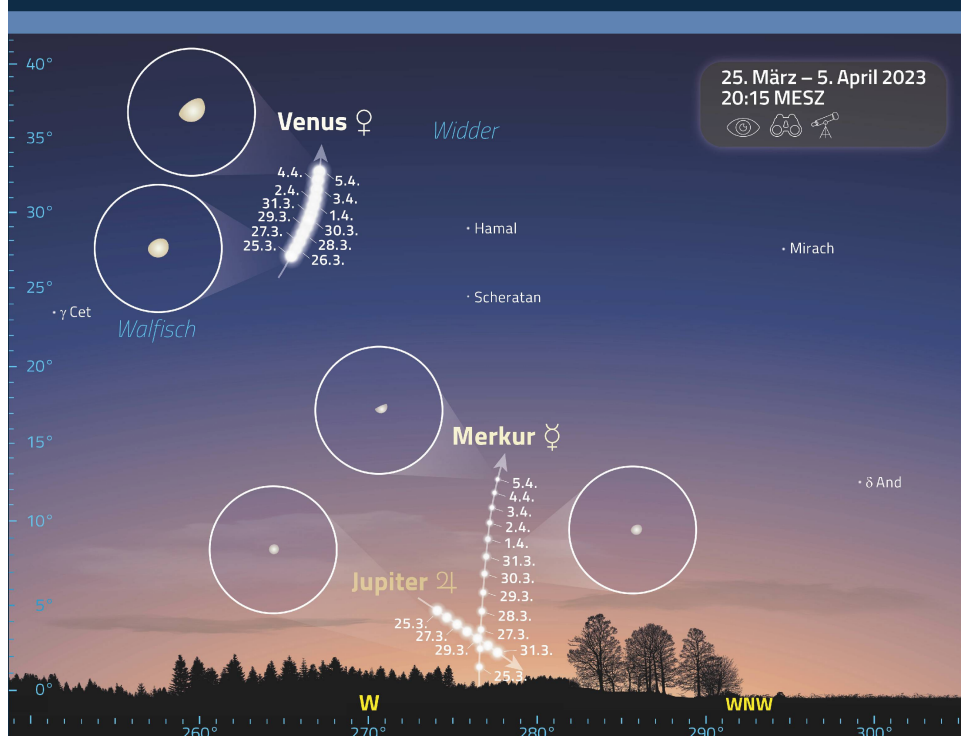 25. März – 5. April 2023
20:15 MESZ
40°
35°
30°
25°
20°
15°
10°
5°
0°
Venus ♀
Widder
4.4.
5.4.
2.4.
3.4.
31.3.
1.4.
29.3.
30.3.
27.3.
28.3.
25.3.
26.3.
Hamal
Mirach
Scheratan
γ Cet
Walfisch
Merkur ☿
5.4.
4.4.
3.4.
2.4.
1.4.
31.3.
30.3.
29.3.
28.3.
27.3.
25.3.
δ And
Jupiter ♃
25.3.
27.3.
29.3.
31.3.
W
WNW
260°
270°
280°
290°
300°